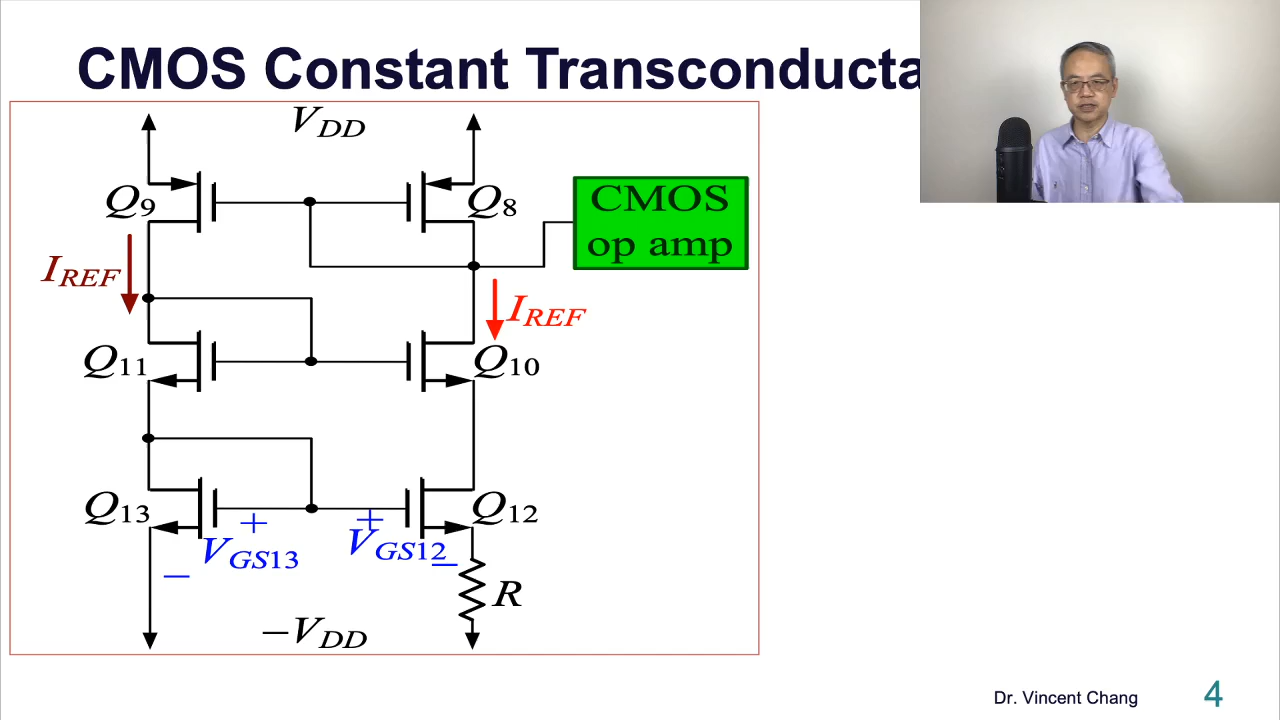 CMOS Constant Transconducta
VDD
Q9
Q8
CMOS
op amp
IREF
IREF
Q11
Q10
Q13
Q12
+
+
VGS13
VGS12
−
−
R
−VDD
Dr. Vincent Chang
4